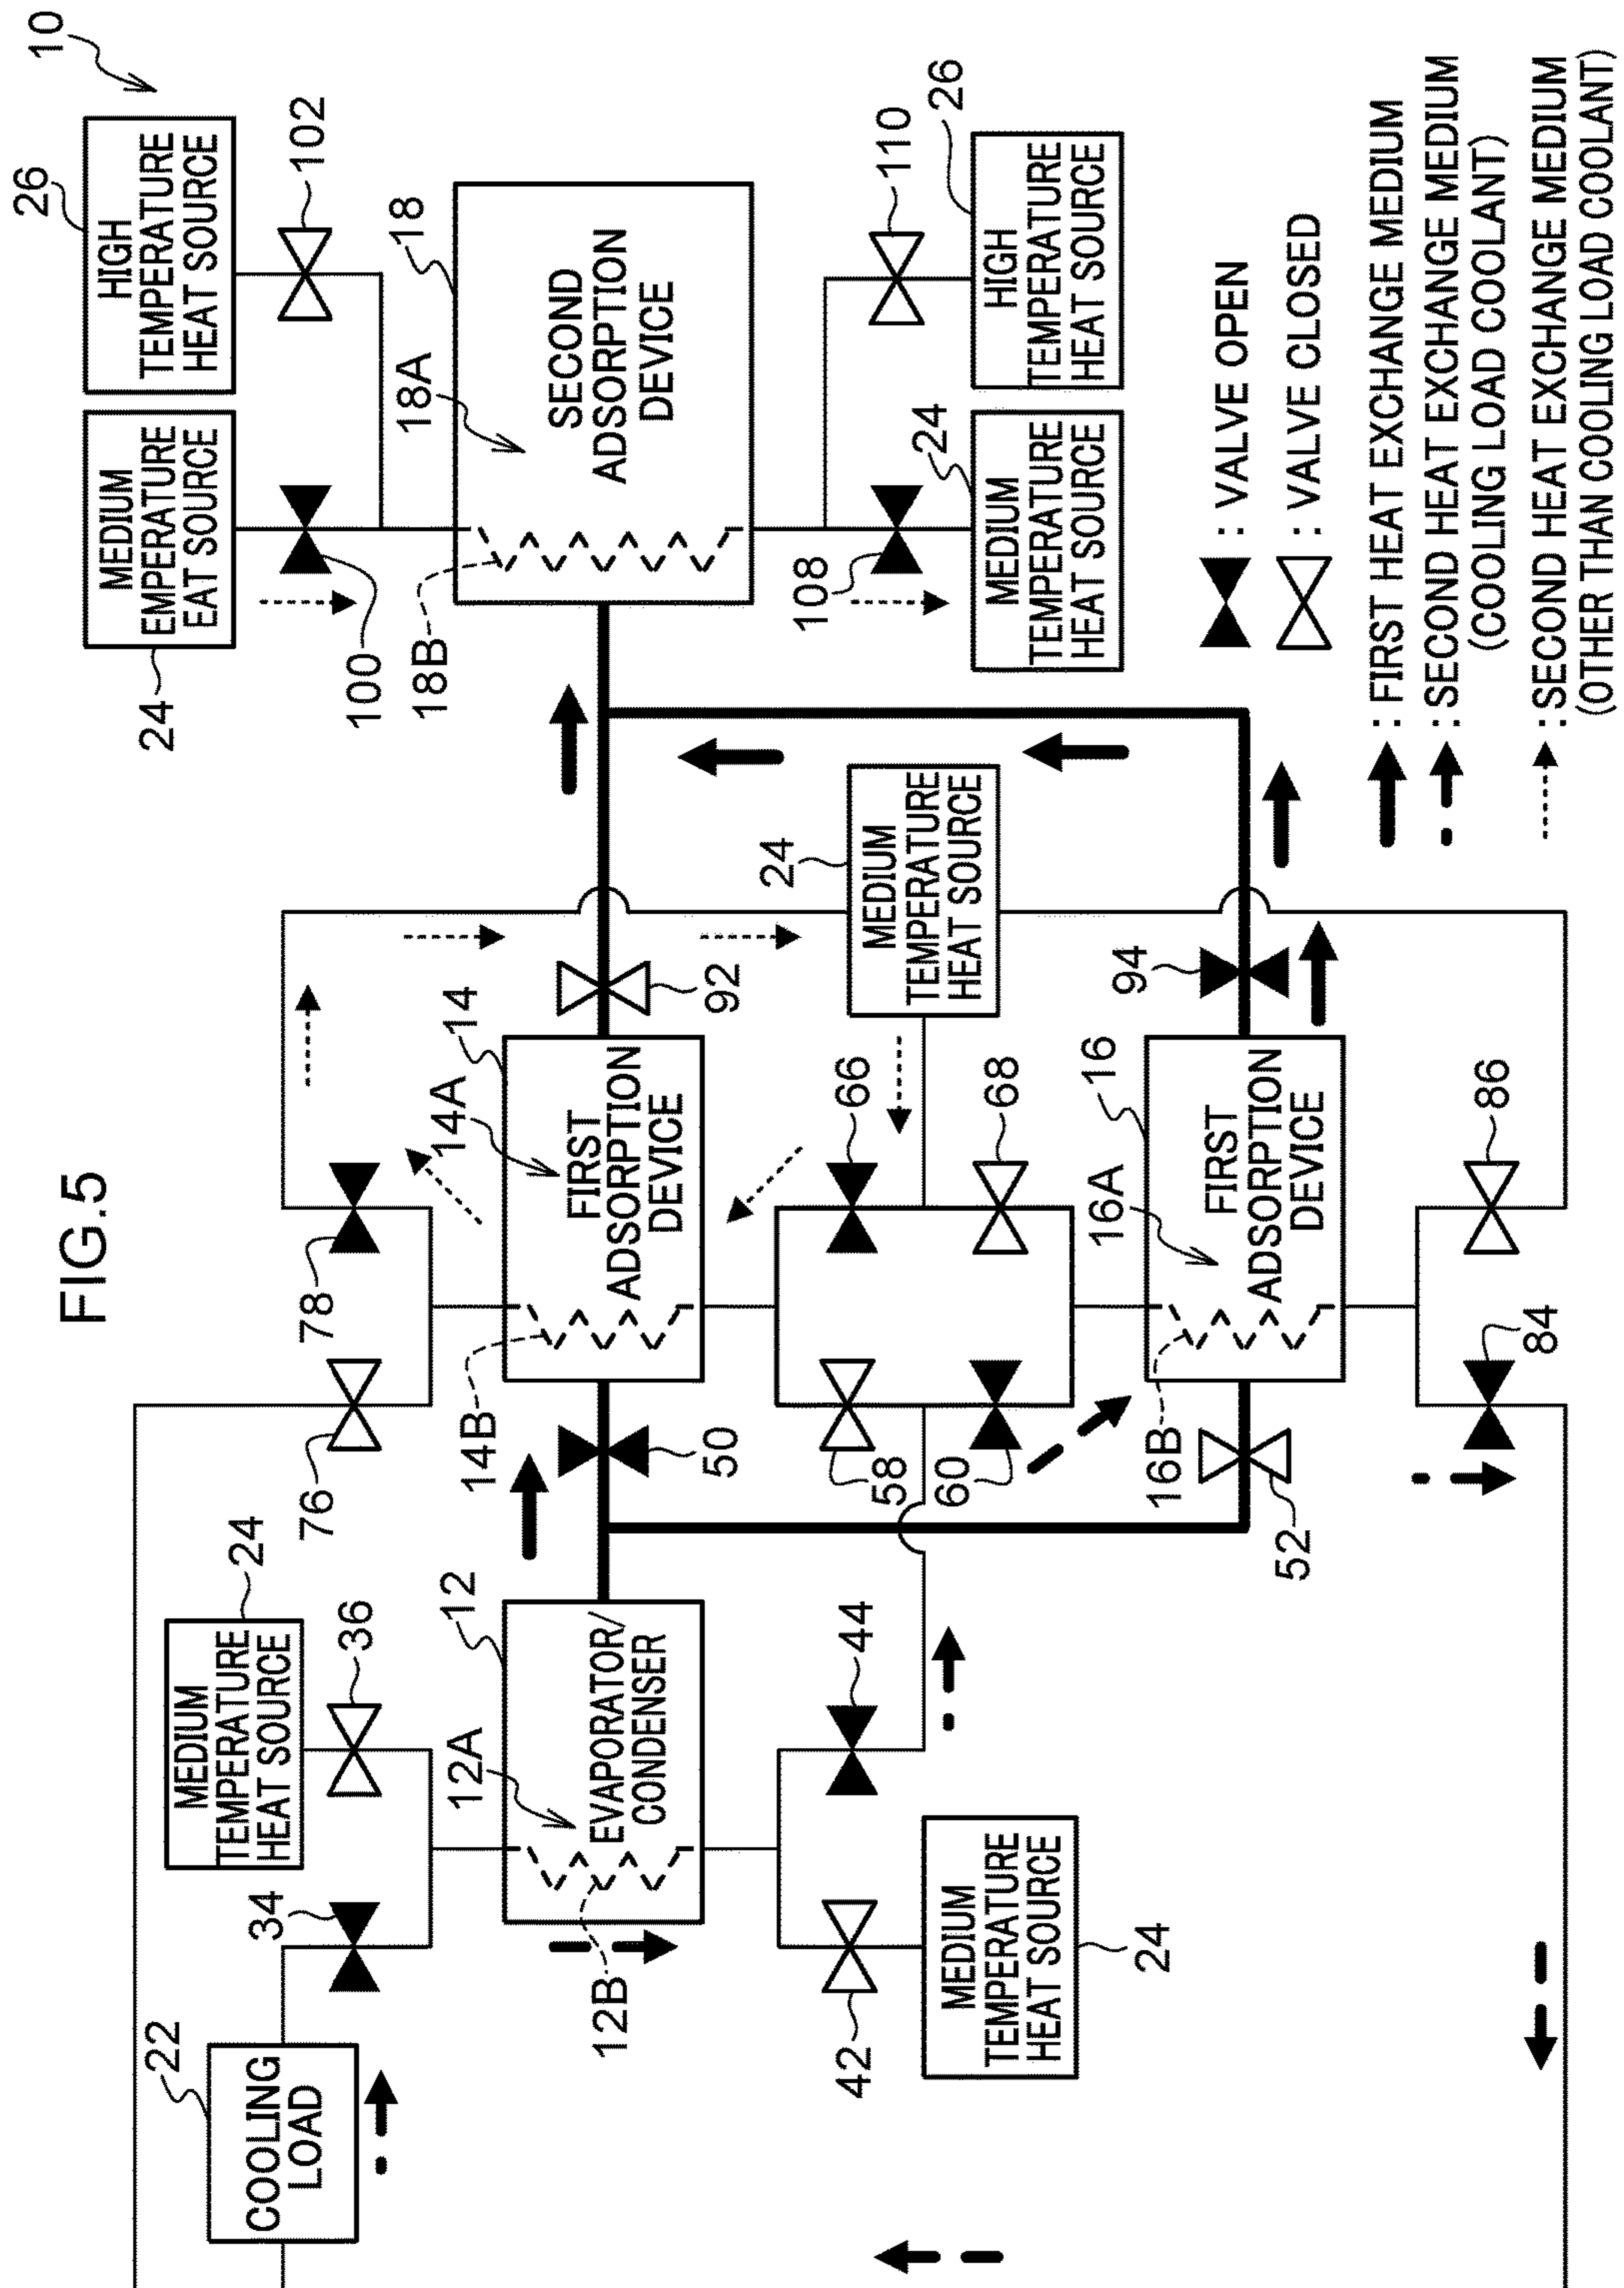 FIG.5
10
22
COOLING
LOAD
34
24
MEDIUM
TEMPERATURE
HEAT SOURCE
36
76
78
24
MEDIUM
EMPERATURE
EAT SOURCE
100
26
HIGH
TEMPERATURE
HEAT SOURCE
102
12
12A
12B
EVAPORATOR/
CONDENSER
50
14
14A
14B
FIRST
ADSORPTION
DEVICE
92
18
18A
18B
SECOND
ADSORPTION
DEVICE
42
44
24
MEDIUM
TEMPERATURE
HEAT SOURCE
58
60
66
68
24
MEDIUM
TEMPERATURE
HEAT SOURCE
108
24
MEDIUM
TEMPERATURE
HEAT SOURCE
110
26
HIGH
TEMPERATURE
HEAT SOURCE
52
16
16A
16B
FIRST
ADSORPTION
DEVICE
94
84
86
: VALVE OPEN
: VALVE CLOSED
: FIRST HEAT EXCHANGE MEDIUM
: SECOND HEAT EXCHANGE MEDIUM
(COOLING LOAD COOLANT)
: SECOND HEAT EXCHANGE MEDIUM
(OTHER THAN COOLING LOAD COOLANT)